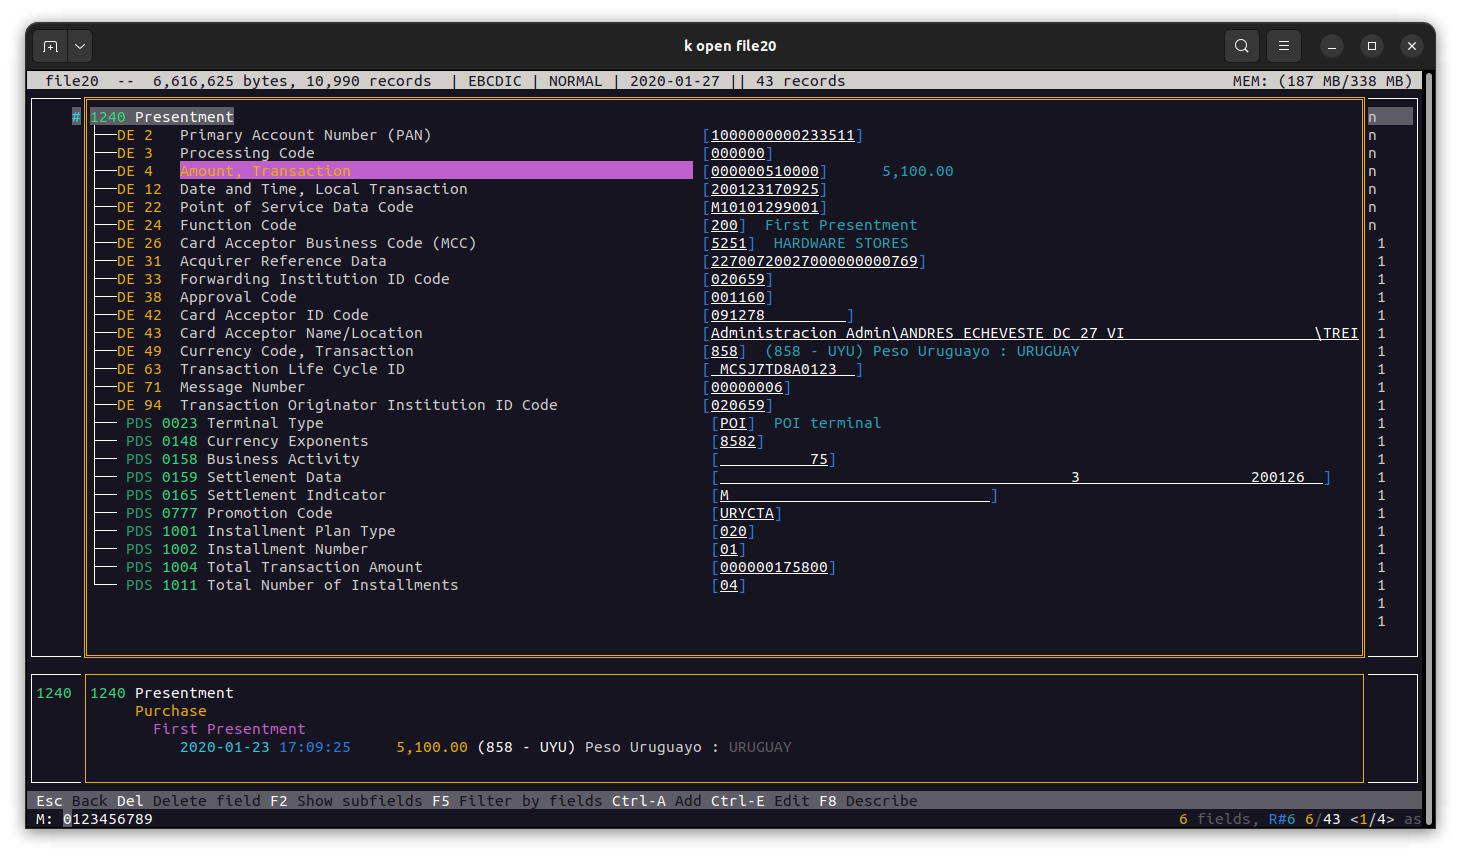 k open file20
file20 -- 6,616,625 bytes, 10,990 records | EBCDIC | NORMAL | 2020-01-27 || 43 records MEM: (187 MB/338 MB)
# 1240 Presentment n
DE 2 Primary Account Number (PAN) [1000000000233511] n
DE 3 Processing Code [000000] n
DE 4 Amount, Transaction [000000510000] 5,100.00 n
DE 12 Date and Time, Local Transaction [200123170925] n
DE 22 Point of Service Data Code [M10101299001] n
DE 24 Function Code [200] First Presentment n
DE 26 Card Acceptor Business Code (MCC) [5251] HARDWARE STORES 1
DE 31 Acquirer Reference Data [22700720027000000000769] 1
DE 33 Forwarding Institution ID Code [020659] 1
DE 38 Approval Code [001160] 1
DE 42 Card Acceptor ID Code [091278         ] 1
DE 43 Card Acceptor Name/Location [Administracion Admin\ANDRES ECHEVESTE DC 27 VI                     \TREI 1
DE 49 Currency Code, Transaction [858] (858 - UYU) Peso Uruguayo : URUGUAY 1
DE 63 Transaction Life Cycle ID [ MCSJ7TD8A0123  ] 1
DE 71 Message Number [00000006] 1
DE 94 Transaction Originator Institution ID Code [020659] 1
PDS 0023 Terminal Type [POI] POI terminal 1
PDS 0148 Currency Exponents [8582] 1
PDS 0158 Business Activity [          75] 1
PDS 0159 Settlement Data [                                       3                   200126  ] 1
PDS 0165 Settlement Indicator [M                             ] 1
PDS 0777 Promotion Code [URYCTA] 1
PDS 1001 Installment Plan Type [020] 1
PDS 1002 Installment Number [01] 1
PDS 1004 Total Transaction Amount [000000175800] 1
PDS 1011 Total Number of Installments [04] 1
1
1
1240 1240 Presentment
Purchase
First Presentment
2020-01-23 17:09:25 5,100.00 (858 - UYU) Peso Uruguayo : URUGUAY
Esc Back Del Delete field F2 Show subfields F5 Filter by fields Ctrl-A Add Ctrl-E Edit F8 Describe
M: 0123456789 6 fields, R#6 6/43 <1/4> as